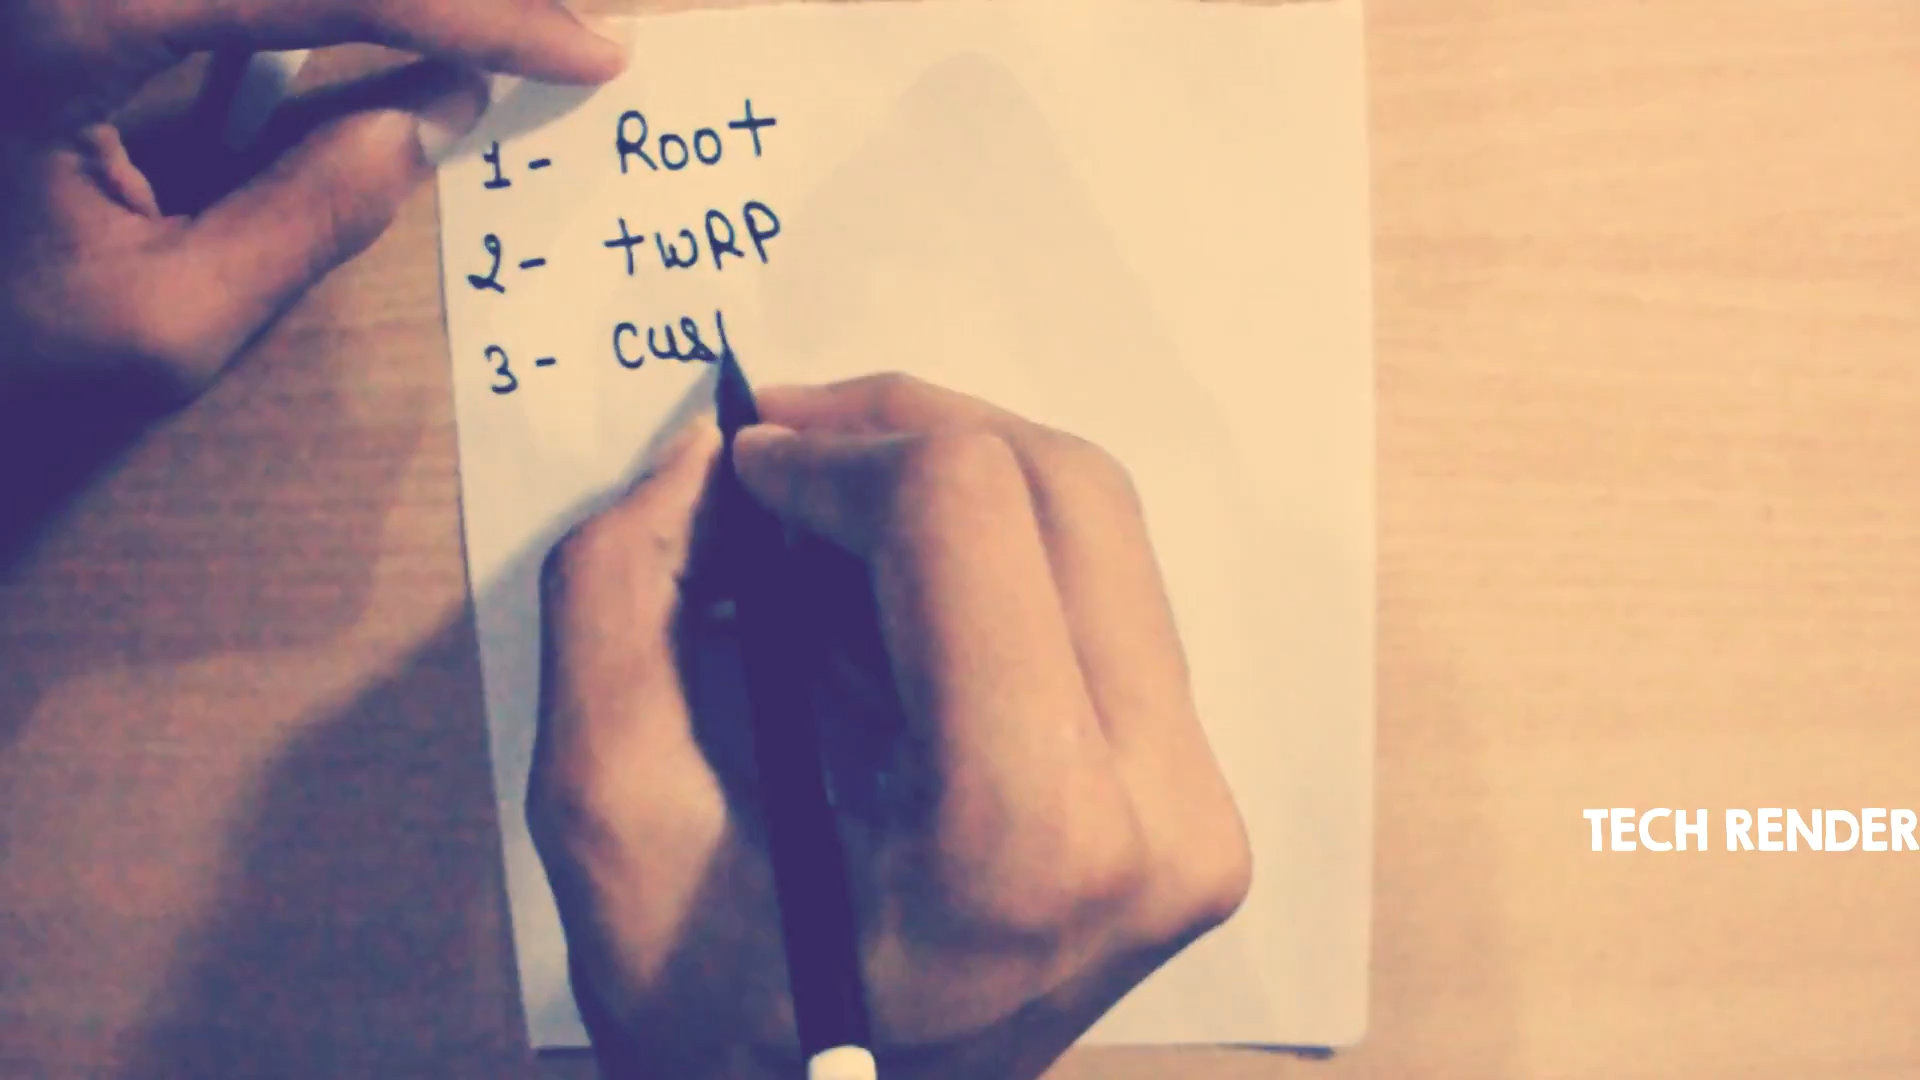 1- Root
2- tWRP
3- Cus
TECH RENDER